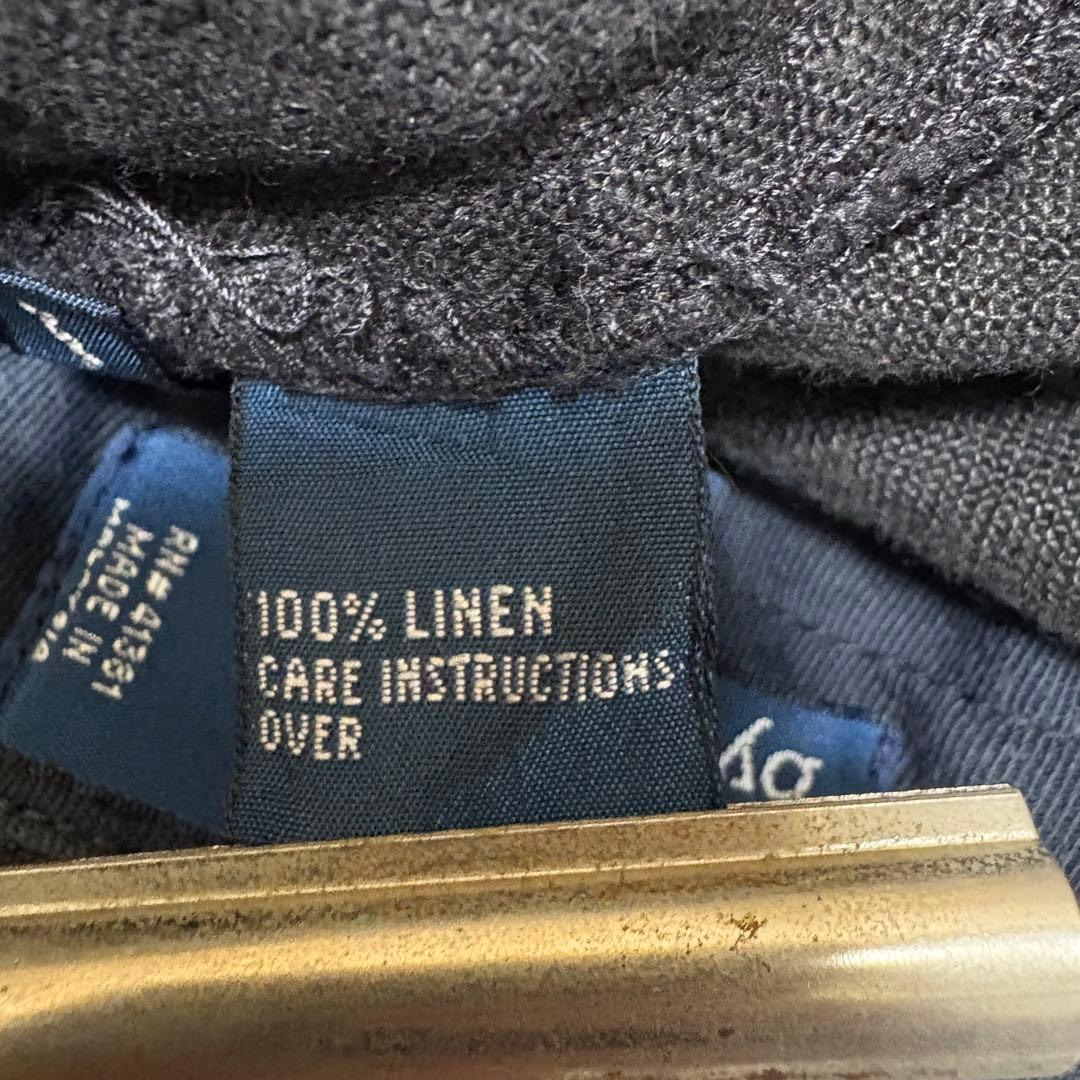 100% LINEN
CARE INSTRUCTIONS
OVER
RN# 41381
MADE IN